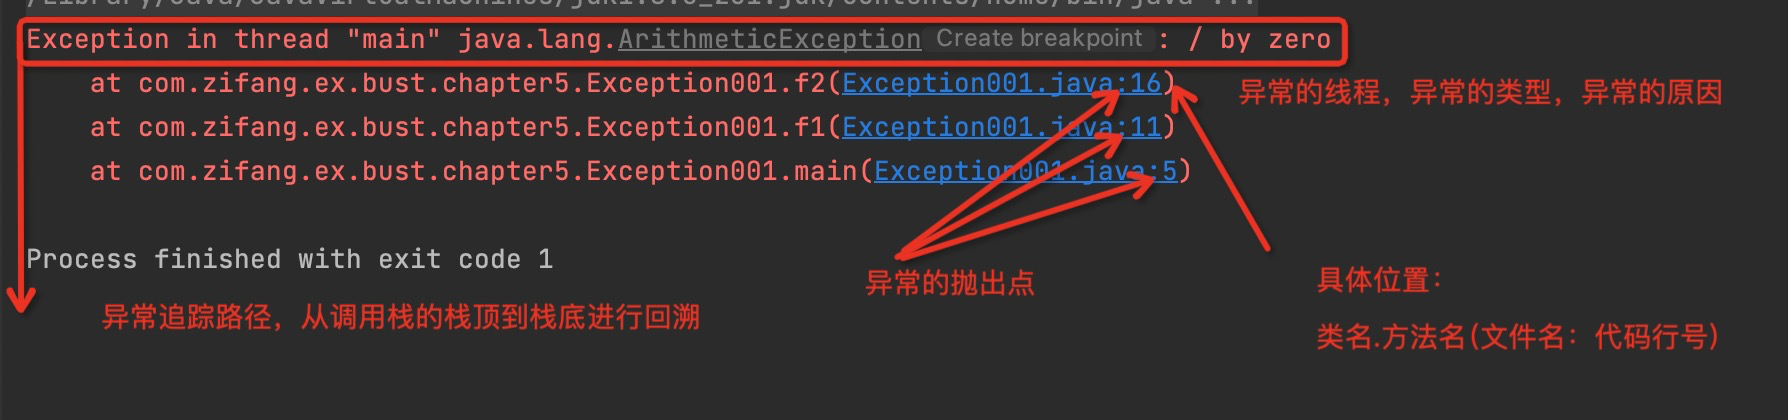 Exception in thread "main" java.lang.ArithmeticException Create breakpoint : / by zero
at com.zifang.ex.bust.chapter5.Exception001.f2(Exception001.java:16)
异常的线程，异常的类型，异常的原因
at com.zifang.ex.bust.chapter5.Exception001.f1(Exception001.java:11)
at com.zifang.ex.bust.chapter5.Exception001.main(Exception001.java:5)
Process finished with exit code 1
异常的抛出点
具体位置：
异常追踪路径，从调用栈的栈顶到栈底进行回溯
类名.方法名(文件名：代码行号)